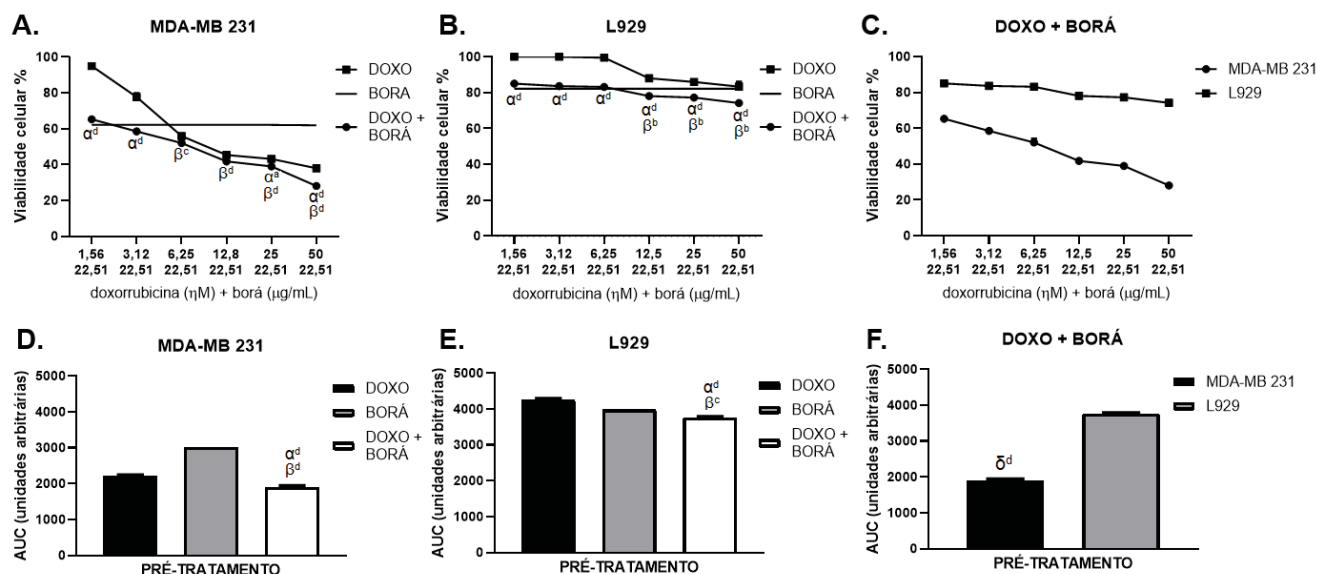 A.
MDA-MB 231
Viabilidade celular %
100
80
60
40
20
0
αᵈ
αᵈ
βᶜ
βᵈ
αᵃ
βᵈ
αᵈ
βᵈ
1,56 3,12 6,25 12,8 25 50
22,51 22,51 22,51 22,51 22,51 22,51
doxorrubicina (ηM) + borá (μg/mL)
DOXO
BORA
DOXO +
BORÁ
B.
L929
Viabilidade celular %
100
80
60
40
20
0
αᵈ
αᵈ
αᵈ
αᵈ
βᵇ
αᵈ
βᵇ
αᵈ
βᵇ
1,56 3,12 6,25 12,5 25 50
22,51 22,51 22,51 22,51 22,51 22,51
doxorrubicina (ηM) + borá (μg/mL)
DOXO
BORA
DOXO +
BORÁ
C.
DOXO + BORÁ
Viabilidade celular %
100
80
60
40
20
0
1,56 3,12 6,25 12,5 25 50
22,51 22,51 22,51 22,51 22,51 22,51
doxorrubicina (ηM) + borá (μg/mL)
MDA-MB 231
L929
D.
MDA-MB 231
AUC (unidades arbitrárias)
5000
4000
3000
2000
1000
0
αᵈ
βᵈ
PRÉ-TRATAMENTO
DOXO
BORÁ
DOXO +
BORÁ
E.
L929
AUC (unidades arbitrárias)
5000
4000
3000
2000
1000
0
αᵈ
βᶜ
PRÉ-TRATAMENTO
DOXO
BORÁ
DOXO +
BORÁ
F.
DOXO + BORÁ
AUC (unidades arbitrárias)
5000
4000
3000
2000
1000
0
δᵈ
PRÉ-TRATAMENTO
MDA-MB 231
L929